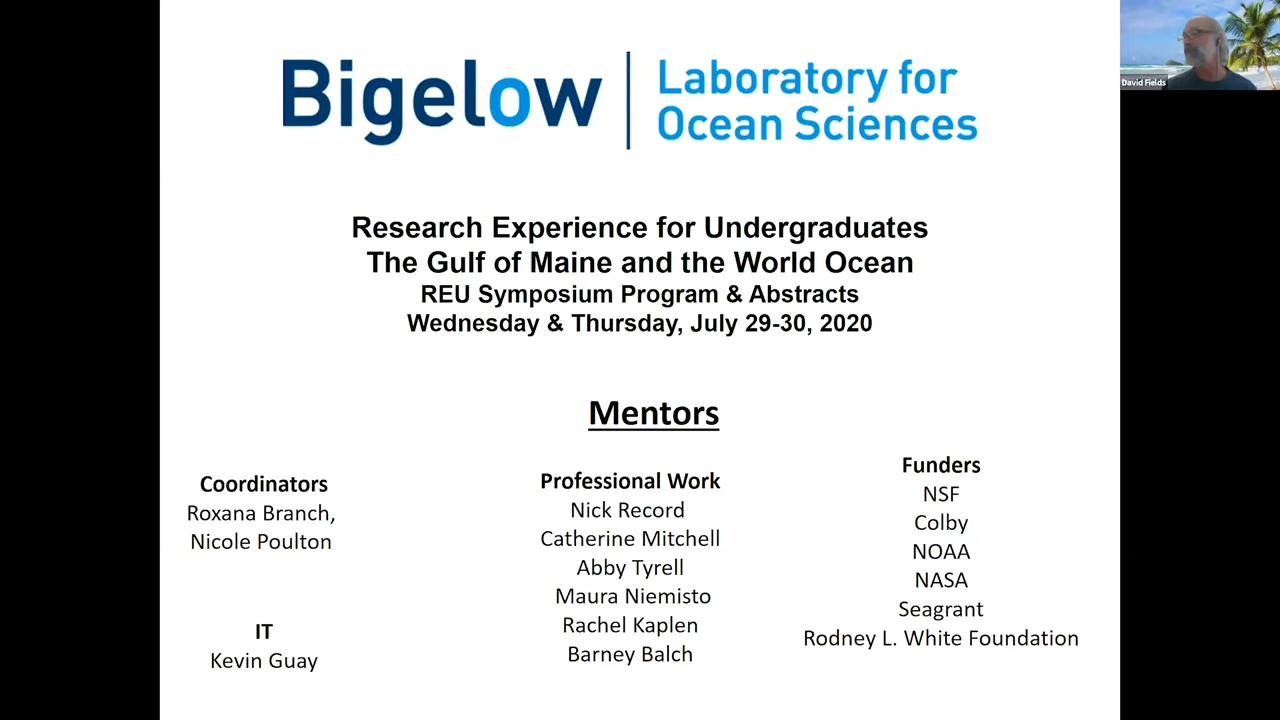 Bigelow
Laboratory for
Ocean Sciences
David Fields
Research Experience for Undergraduates
The Gulf of Maine and the World Ocean
REU Symposium Program & Abstracts
Wednesday & Thursday, July 29-30, 2020
Mentors
Coordinators
Roxana Branch,
Nicole Poulton
IT
Kevin Guay
Professional Work
Nick Record
Catherine Mitchell
Abby Tyrell
Maura Niemisto
Rachel Kaplen
Barney Balch
Funders
NSF
Colby
NOAA
NASA
Seagrant
Rodney L. White Foundation